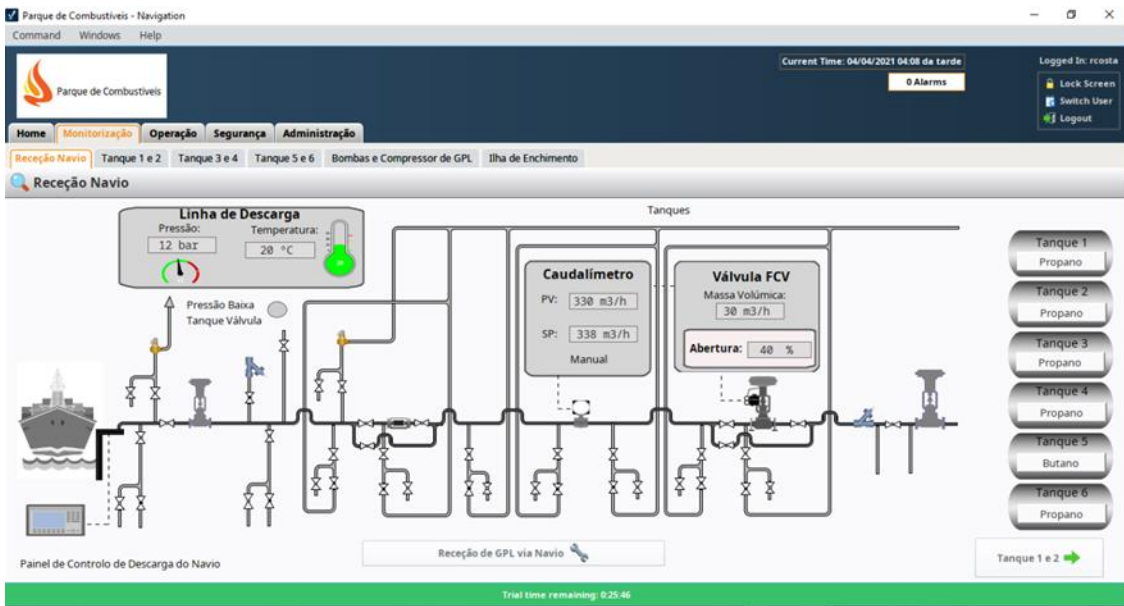 Parque de Combustíveis - Navigation
Command Windows Help
Parque de Combustíveis
Current Time: 04/04/2021 04:08 da tarde
0 Alarms
Logged In: rcosta
Lock Screen
Switch User
Logout
Home Monitorização Operação Segurança Administração
Receção Navio Tanque 1 e 2 Tanque 3 e 4 Tanque 5 e 6 Bombas e Compressor de GPL Ilha de Enchimento
Receção Navio
Linha de Descarga
Pressão: Temperatura:
12 bar 20 °C
Pressão Baixa
Tanque Válvula
Tanques
Caudalímetro
PV: 330 m3/h
SP: 338 m3/h
Manual
Válvula FCV
Massa Volúmica:
30 m3/h
Abertura: 40 %
Tanque 1
Propano
Tanque 2
Propano
Tanque 3
Propano
Tanque 4
Propano
Tanque 5
Butano
Tanque 6
Propano
Painel de Controlo de Descarga do Navio
Receção de GPL via Navio
Tanque 1 e 2
Trial time remaining: 0:25:46